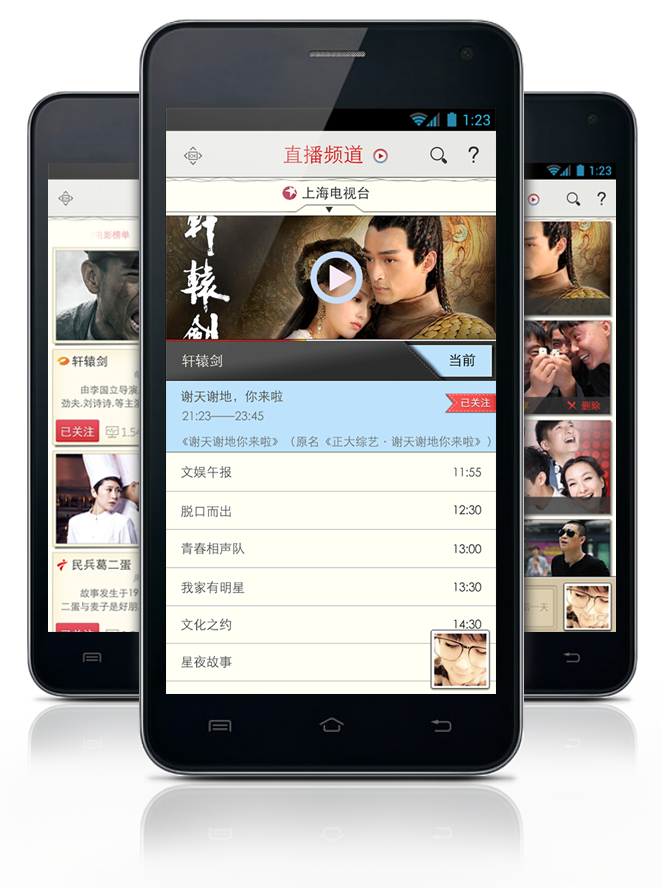 1:23
直播频道
上海电视台
轩辕剑
轩辕剑
当前
谢天谢地，你来啦
21:23——23:45
已关注
《谢天谢地你来啦》（原名《正大综艺·谢天谢地你来啦》）
文娱午报 11:55
脱口而出 12:30
青春相声队 13:00
我家有明星 13:30
文化之约 14:30
星夜故事
电影榜单
轩辕剑
由李国立导演
劲夫.刘诗诗.等主
已关注
1.54
民兵葛二蛋
故事发生于19
二蛋与麦子是好朋
1:23
删除
一天